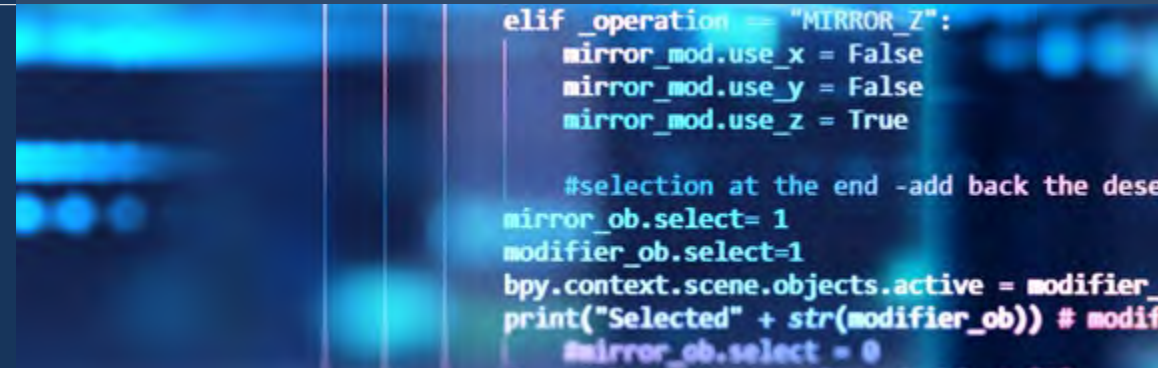 elif _operation == "MIRROR_Z":
mirror_mod.use_x = False
mirror_mod.use_y = False
mirror_mod.use_z = True
#selection at the end -add back the dese
mirror_ob.select= 1
modifier_ob.select=1
bpy.context.scene.objects.active = modifier_
print("Selected" + str(modifier_ob)) # modif
#mirror_ob.select = 0